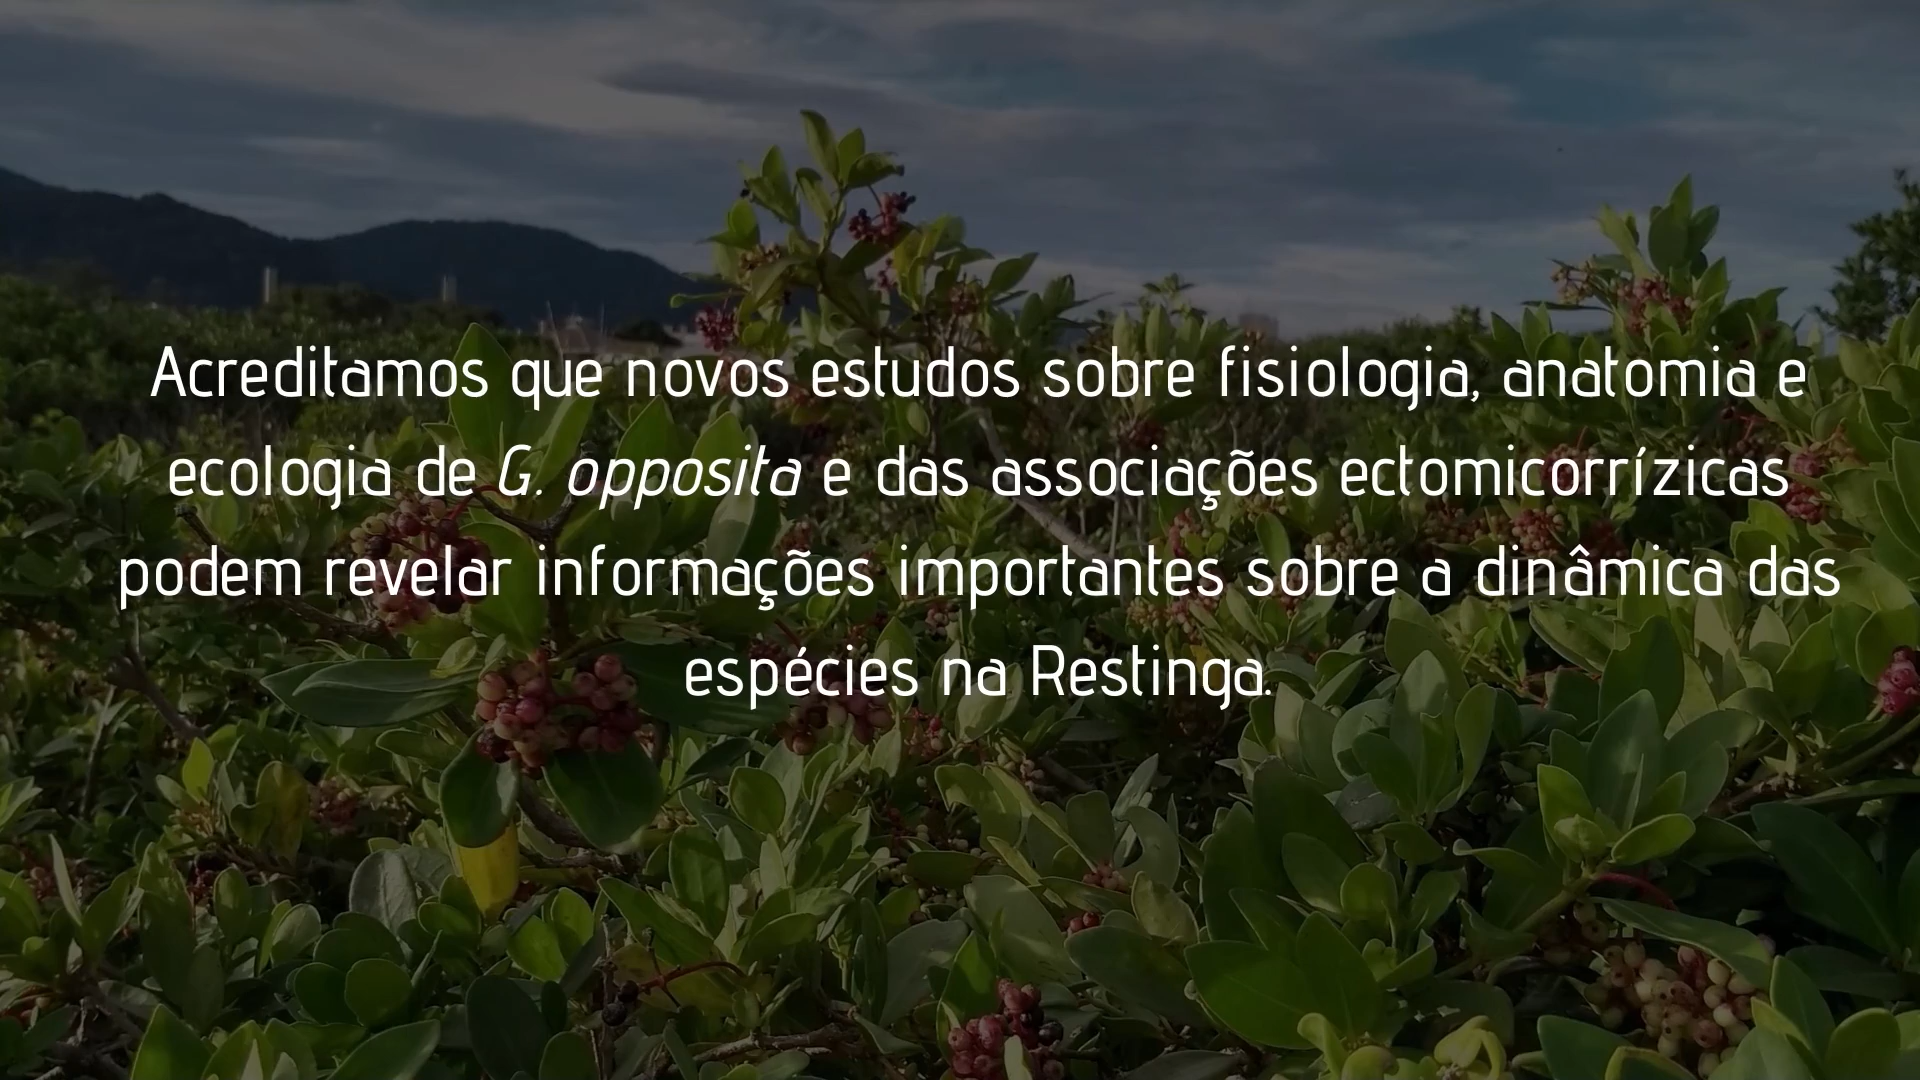 Acreditamos que novos estudos sobre fisiologia, anatomia e
ecologia de G. opposita e das associações ectomicorrízicas
podem revelar informações importantes sobre a dinâmica das
espécies na Restinga.